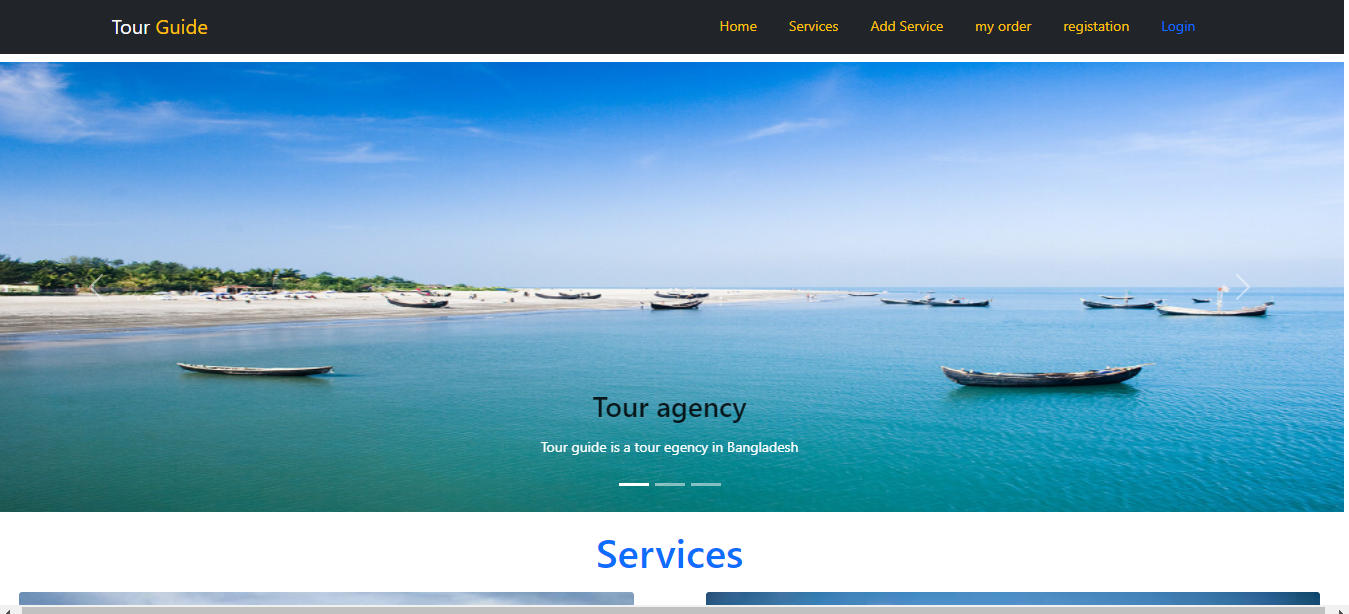 Tour Guide
Home Services Add Service my order registation Login
Tour agency
Tour guide is a tour egency in Bangladesh
Services